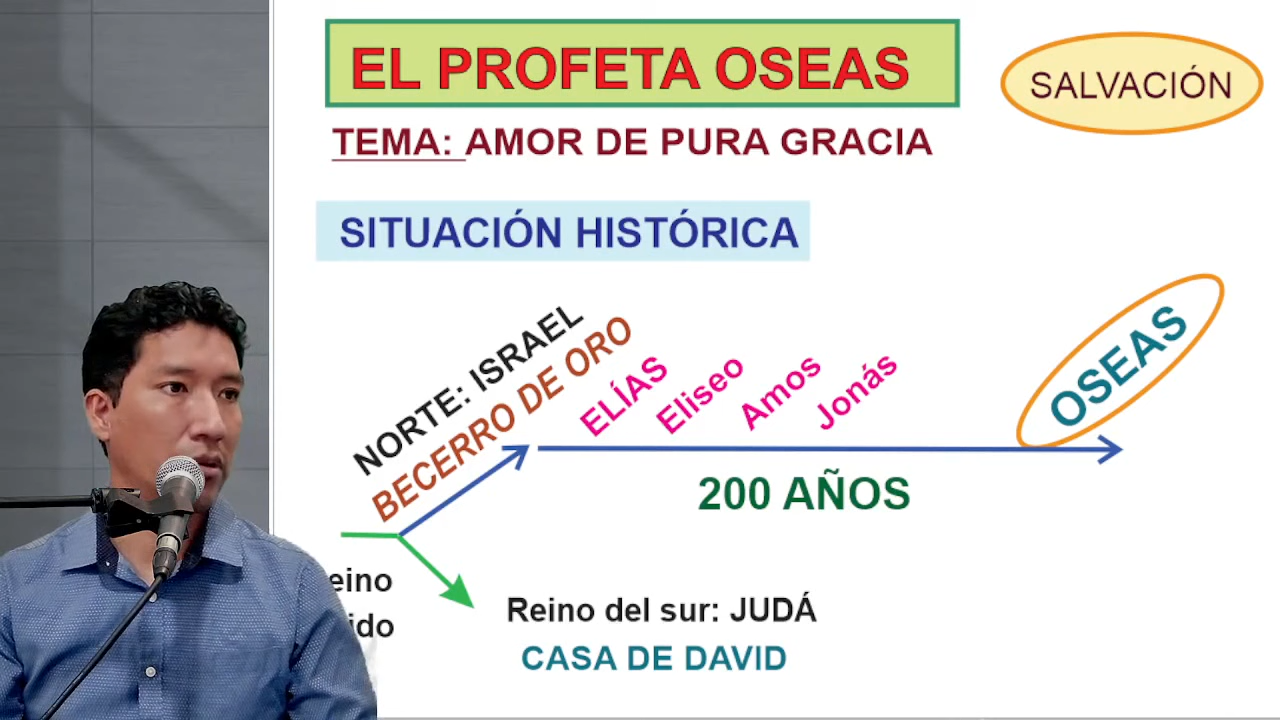 EL PROFETA OSEAS
SALVACIÓN
TEMA: AMOR DE PURA GRACIA
SITUACIÓN HISTÓRICA
NORTE: ISRAEL
BECERRO DE ORO
ELÍAS
Eliseo
Amos
Jonás
OSEAS
200 AÑOS
Reino del sur: JUDÁ
CASA DE DAVID